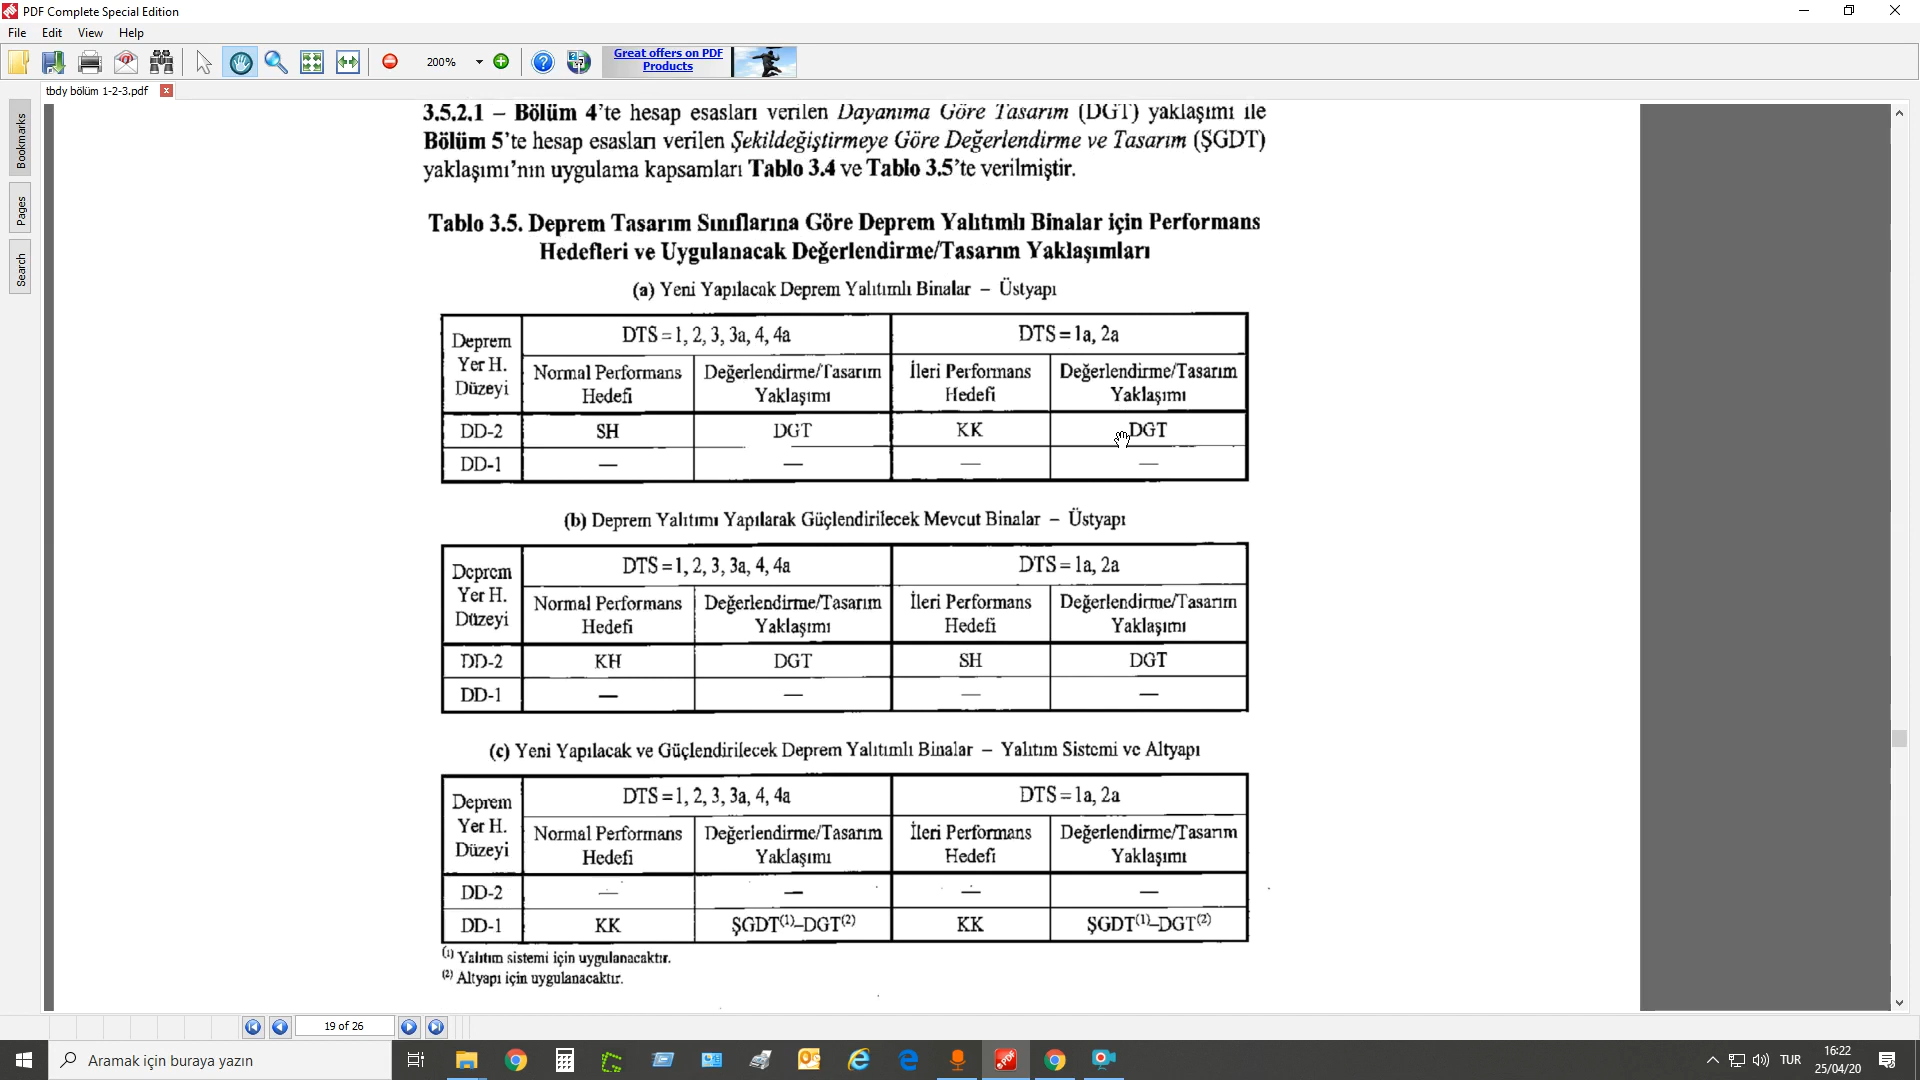 PDF Complete Special Edition
File Edit View Help
200%
Great offers on PDF
Products
tbdy bölüm 1-2-3.pdf
Bookmarks
Pages
Search
3.5.2.1 – Bölüm 4'te hesap esasları verilen Dayanıma Göre Tasarım (DGT) yaklaşımı ile
Bölüm 5'te hesap esasları verilen Şekildeğiştirmeye Göre Değerlendirme ve Tasarım (ŞGDT)
yaklaşımı'nın uygulama kapsamları Tablo 3.4 ve Tablo 3.5'te verilmiştir.
Tablo 3.5. Deprem Tasarım Sınıflarına Göre Deprem Yalıtımlı Binalar için Performans
Hedefleri ve Uygulanacak Değerlendirme/Tasarım Yaklaşımları
(a) Yeni Yapılacak Deprem Yalıtımlı Binalar – Üstyapı
Deprem Yer H. Düzeyi
DTS = 1, 2, 3, 3a, 4, 4a DTS = 1a, 2a
Normal Performans Hedefi Değerlendirme/Tasarım Yaklaşımı İleri Performans Hedefi Değerlendirme/Tasarım Yaklaşımı
DD-2 SH DGT KK DGT
DD-1 — — — —
(b) Deprem Yalıtımı Yapılarak Güçlendirilecek Mevcut Binalar – Üstyapı
Deprem Yer H. Düzeyi
DTS = 1, 2, 3, 3a, 4, 4a DTS = 1a, 2a
Normal Performans Hedefi Değerlendirme/Tasarım Yaklaşımı İleri Performans Hedefi Değerlendirme/Tasarım Yaklaşımı
DD-2 KH DGT SH DGT
DD-1 — — — —
(c) Yeni Yapılacak ve Güçlendirilecek Deprem Yalıtımlı Binalar – Yalıtım Sistemi ve Altyapı
Deprem Yer H. Düzeyi
DTS = 1, 2, 3, 3a, 4, 4a DTS = 1a, 2a
Normal Performans Hedefi Değerlendirme/Tasarım Yaklaşımı İleri Performans Hedefi Değerlendirme/Tasarım Yaklaşımı
DD-2 — — — —
DD-1 KK ŞGDT(1)–DGT(2) KK ŞGDT(1)–DGT(2)
(1) Yalıtım sistemi için uygulanacaktır.
(2) Altyapı için uygulanacaktır.
19 of 26
Aramak için buraya yazın
TUR
16:22
25/04/20